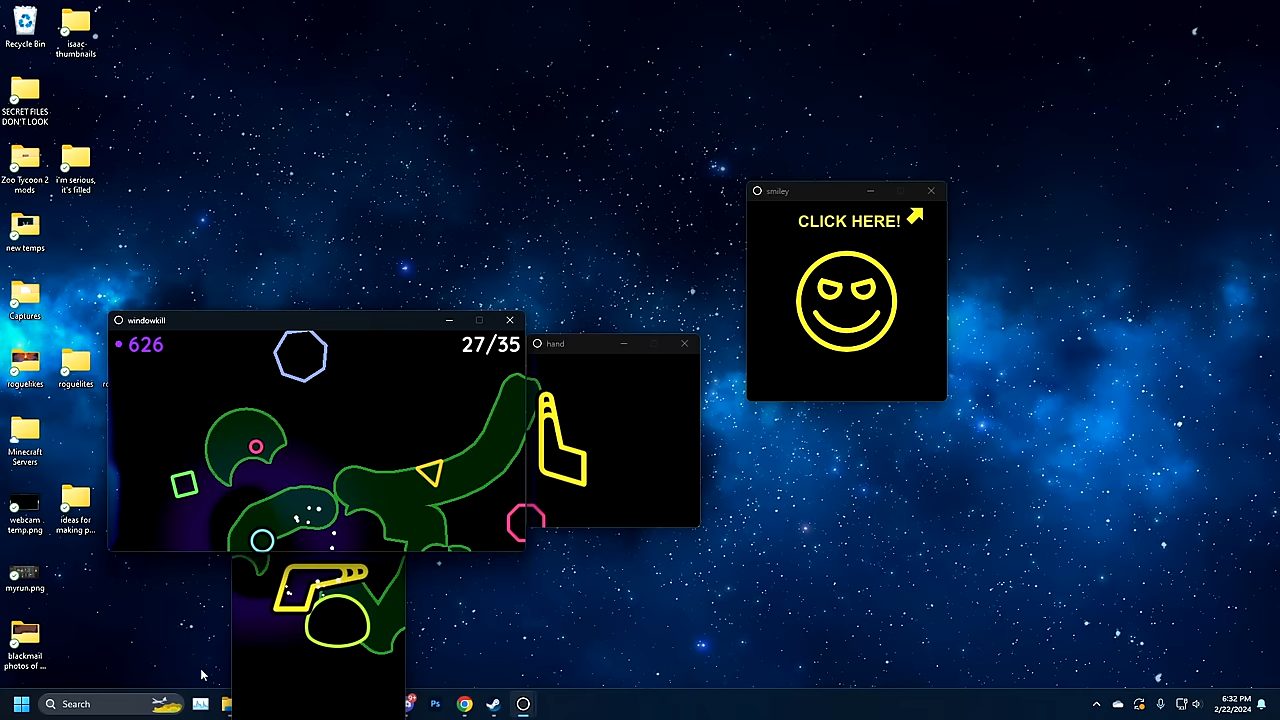 Recycle Bin
isaac-
thumbnails
SECRET FILES
DON'T LOOK
Zoo Tycoon 2
mods
i'm serious,
it's filled
new temps
Captures
roguelikes
roguelites
Minecraft
Servers
webcam
temp.png
ideas for
making p...
myrun.png
blackmail
photos of ...
smiley
CLICK HERE!
windowkill
626
27/35
hand
Search
Ps
6:32 PM
2/22/2024